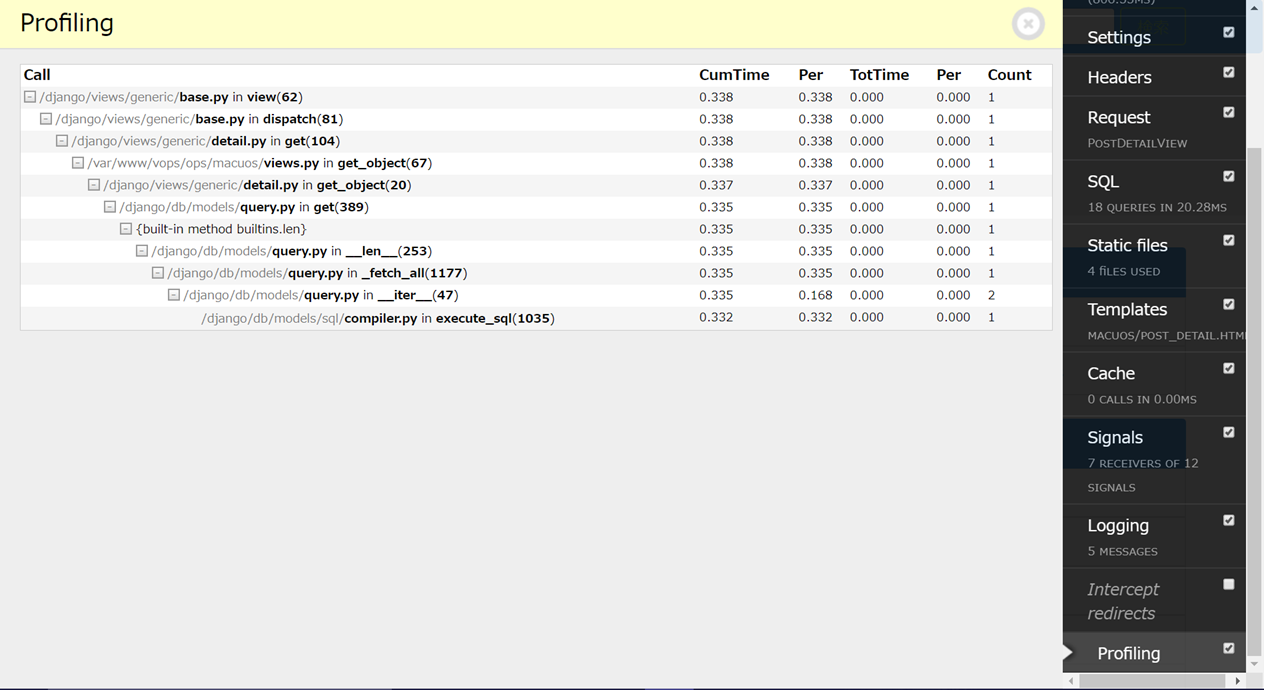 Profiling
Call CumTime Per TotTime Per Count
/django/views/generic/base.py in view(62) 0.338 0.338 0.000 0.000 1
/django/views/generic/base.py in dispatch(81) 0.338 0.338 0.000 0.000 1
/django/views/generic/detail.py in get(104) 0.338 0.338 0.000 0.000 1
/var/www/vops/ops/macuos/views.py in get_object(67) 0.338 0.338 0.000 0.000 1
/django/views/generic/detail.py in get_object(20) 0.337 0.337 0.000 0.000 1
/django/db/models/query.py in get(389) 0.335 0.335 0.000 0.000 1
{built-in method builtins.len} 0.335 0.335 0.000 0.000 1
/django/db/models/query.py in __len__(253) 0.335 0.335 0.000 0.000 1
/django/db/models/query.py in _fetch_all(1177) 0.335 0.335 0.000 0.000 1
/django/db/models/query.py in __iter__(47) 0.335 0.168 0.000 0.000 2
/django/db/models/sql/compiler.py in execute_sql(1035) 0.332 0.332 0.000 0.000 1
Settings
Headers
Request
POSTDETAILVIEW
SQL
18 QUERIES IN 20.28MS
Static files
4 FILES USED
Templates
MACUOS/POST_DETAIL.HTM
Cache
0 CALLS IN 0.00MS
Signals
7 RECEIVERS OF 12
SIGNALS
Logging
5 MESSAGES
Intercept
redirects
Profiling